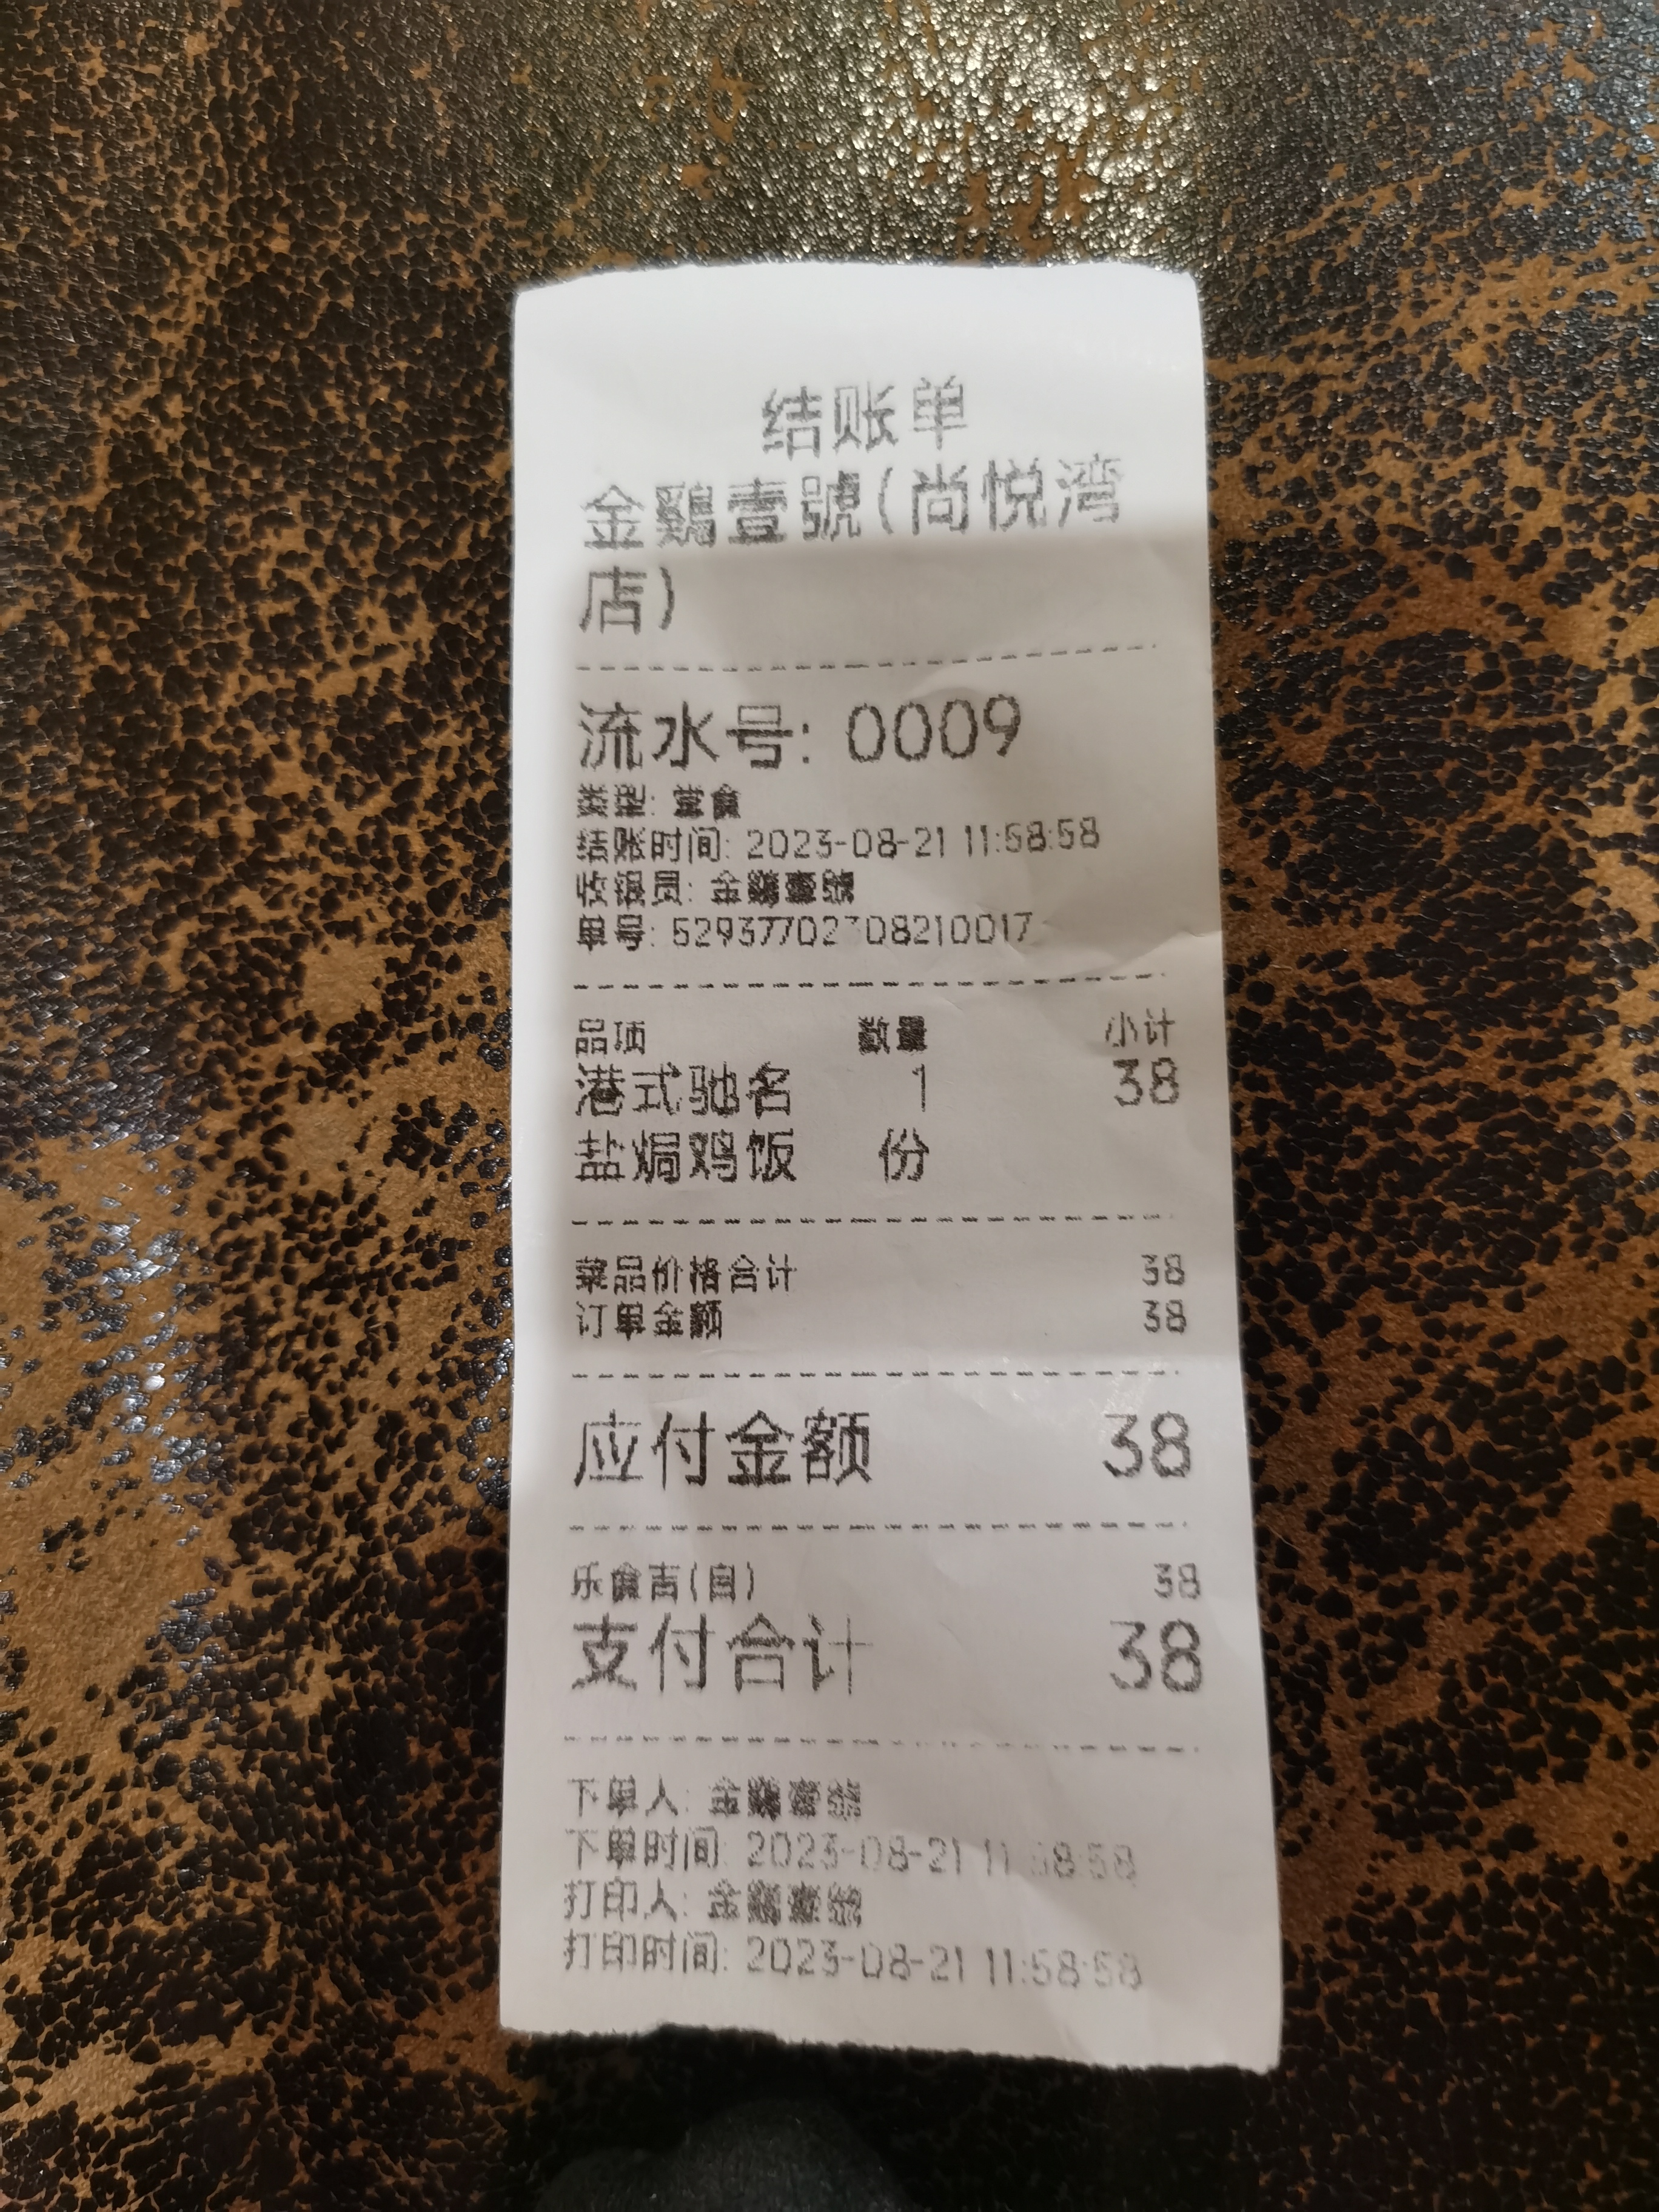 结账单
金鷄壹號(尚悦湾
店)
流水号: 0009
类型: 堂食
结账时间: 2023-08-21 11:58:58
收银员: 金鷄壹號
单号: 529377022308210017
品项 数量 小计
港式驰名 1 38
盐焗鸡饭 份
菜品价格合计 38
订单金额 38
应付金额 38
乐食吉(自) 38
支付合计 38
下单人: 金鷄壹號
下单时间: 2023-08-21 11:58:58
打印人: 金鷄壹號
打印时间: 2023-08-21 11:58:58